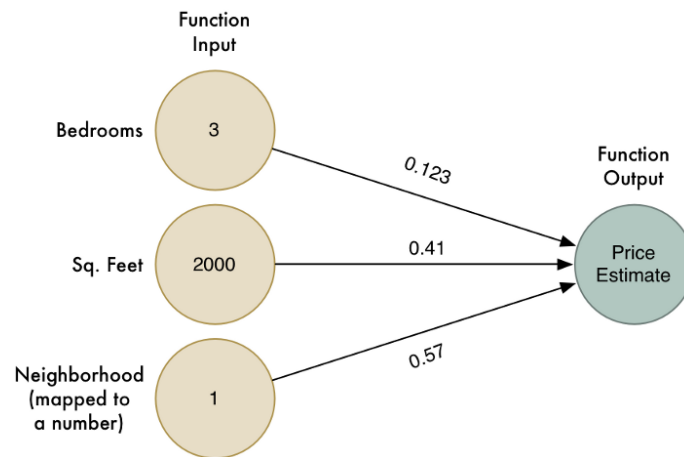 Function
Input
Bedrooms
3
0.123
Function
Output
Sq. Feet
2000
0.41
Price
Estimate
Neighborhood
(mapped to
a number)
1
0.57